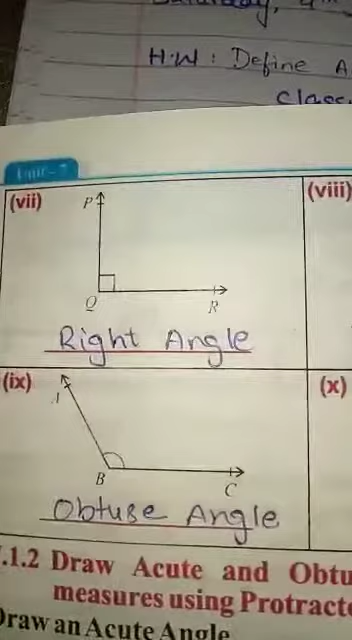 H.W : Define A
class
Unit - 7
(vii)
(viii)
P
Q
R
Right Angle
(ix)
(x)
A
B
C
Obtuse Angle
.1.2 Draw Acute and Obtu
measures using Protract
Draw an Acute Angle